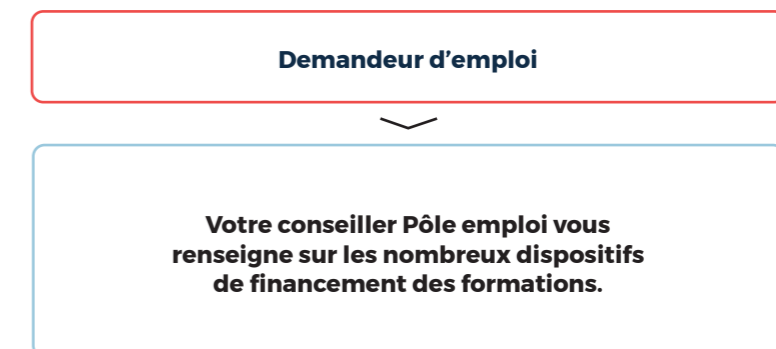 Demandeur d’emploi
Votre conseiller Pôle emploi vous
renseigne sur les nombreux dispositifs
de financement des formations.